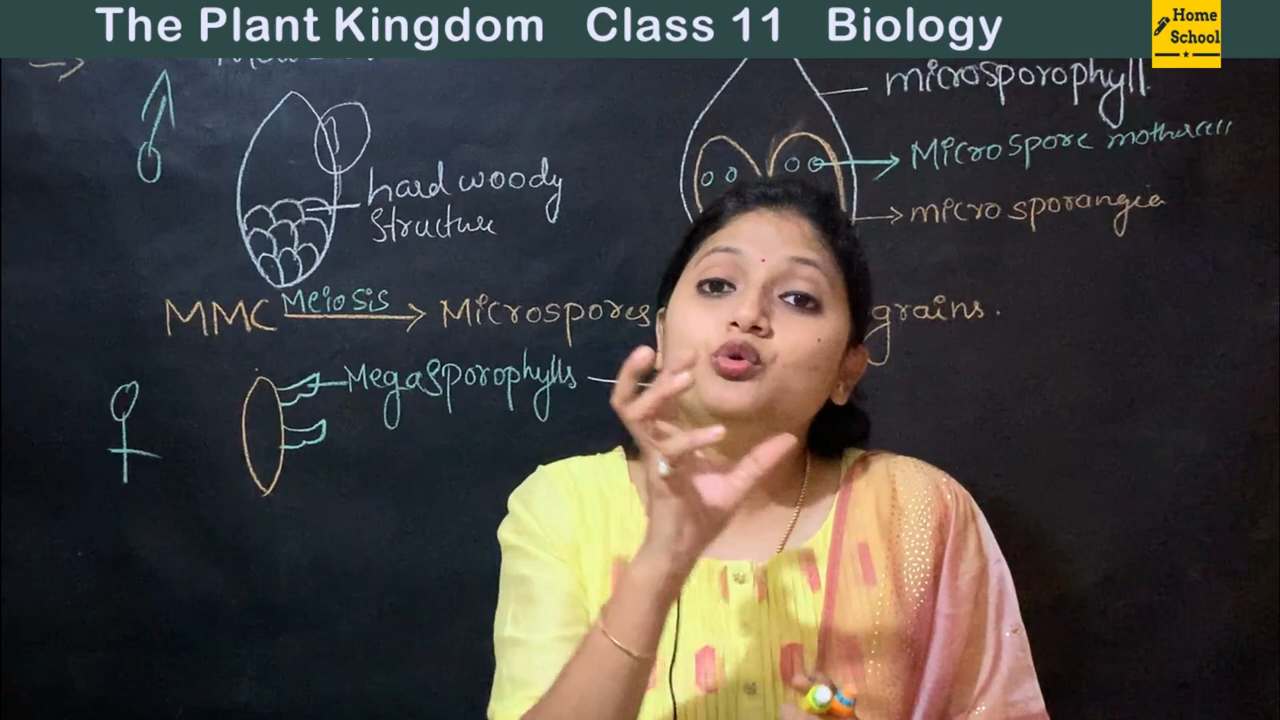 The Plant Kingdom Class 11 Biology
Home
School
microsporophyll
Microspore mothercell
hard woody
structure
microsporangia
MMC Meiosis Microspores grains.
Megasporophylls